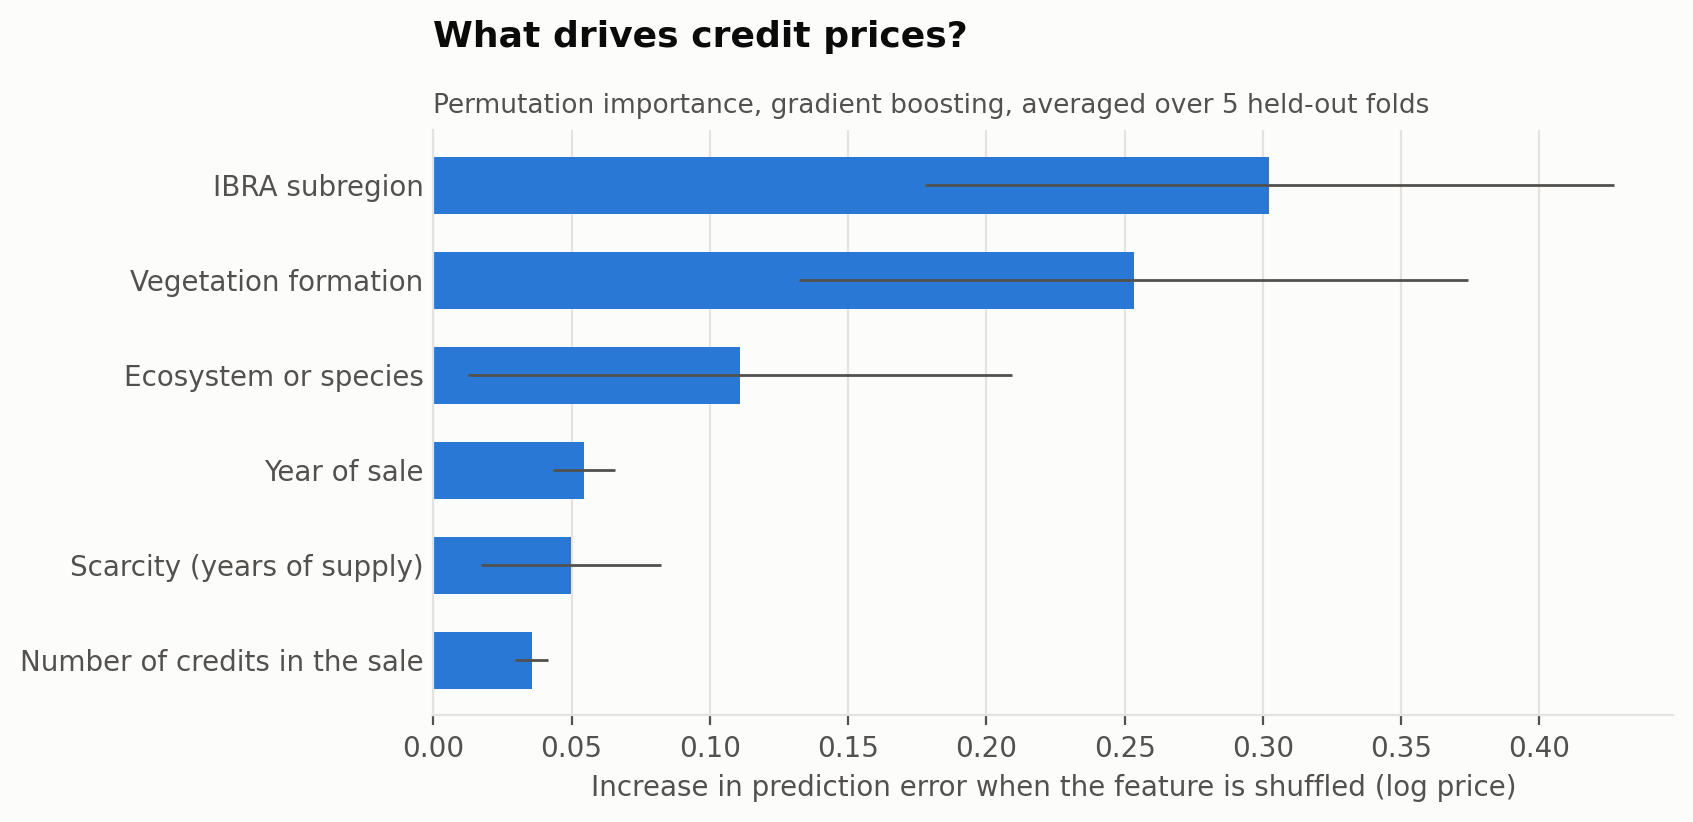 What drives credit prices?
Permutation importance, gradient boosting, averaged over 5 held-out folds
IBRA subregion
Vegetation formation
Ecosystem or species
Year of sale
Scarcity (years of supply)
Number of credits in the sale
0.00 0.05 0.10 0.15 0.20 0.25 0.30 0.35 0.40
Increase in prediction error when the feature is shuffled (log price)